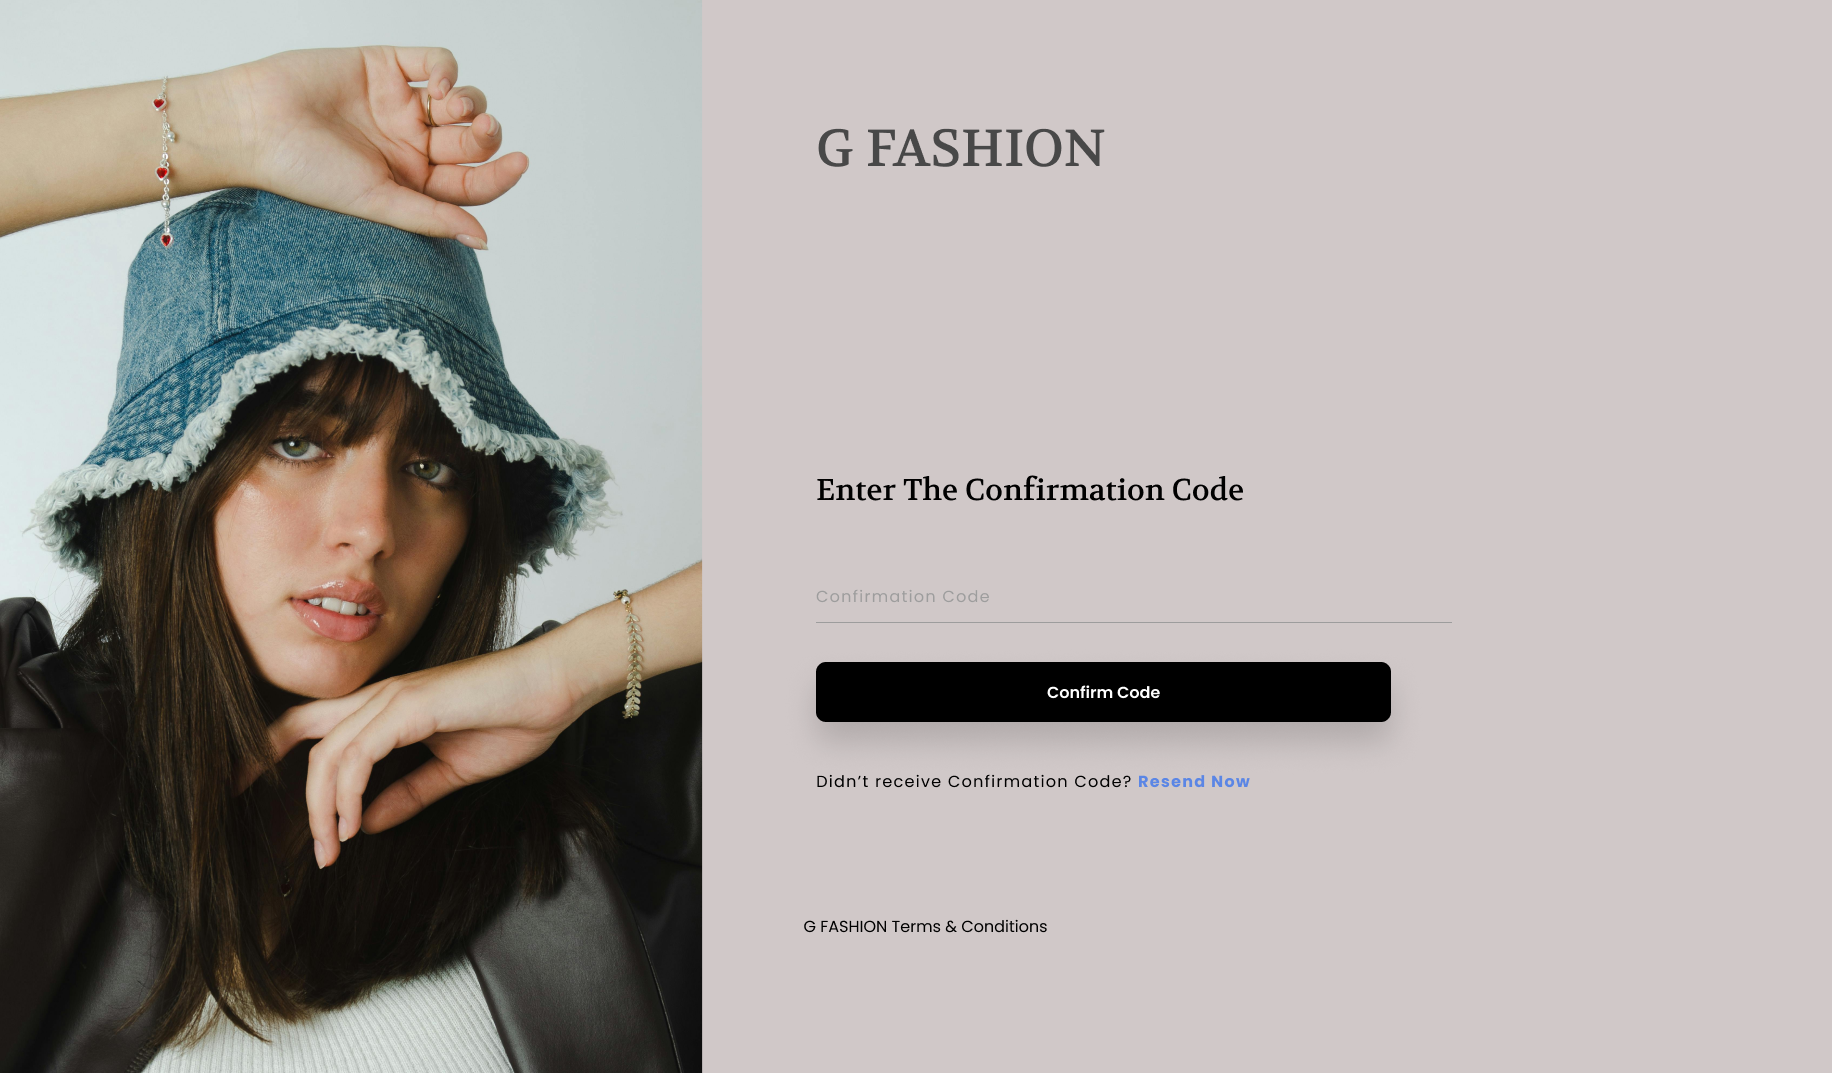 G FASHION
Enter The Confirmation Code
Confirmation Code
Confirm Code
Didn’t receive Confirmation Code? Resend Now
G FASHION Terms & Conditions